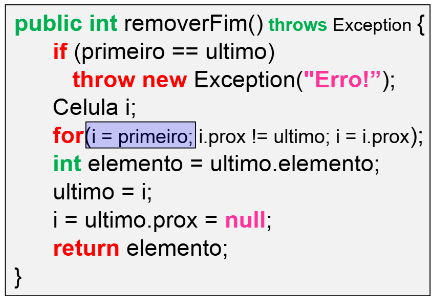 public int removerFim() throws Exception {
if (primeiro == ultimo)
throw new Exception("Erro!”);
Celula i;
for(i = primeiro; i.prox != ultimo; i = i.prox);
int elemento = ultimo.elemento;
ultimo = i;
i = ultimo.prox = null;
return elemento;
}